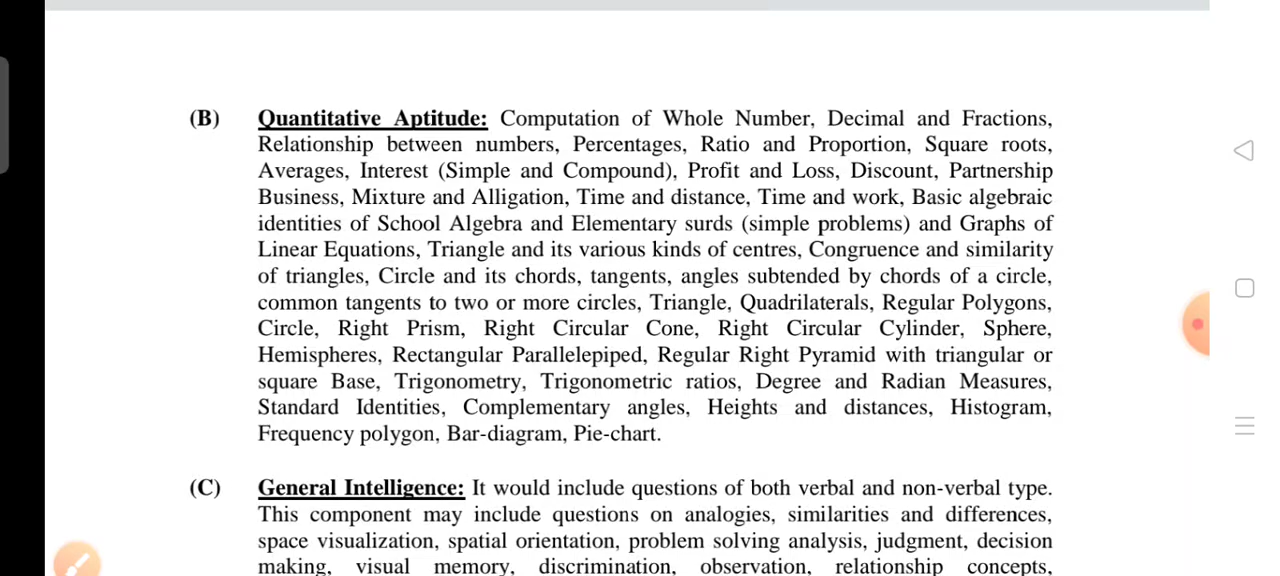 (B) Quantitative Aptitude: Computation of Whole Number, Decimal and Fractions,
Relationship between numbers, Percentages, Ratio and Proportion, Square roots,
Averages, Interest (Simple and Compound), Profit and Loss, Discount, Partnership
Business, Mixture and Alligation, Time and distance, Time and work, Basic algebraic
identities of School Algebra and Elementary surds (simple problems) and Graphs of
Linear Equations, Triangle and its various kinds of centres, Congruence and similarity
of triangles, Circle and its chords, tangents, angles subtended by chords of a circle,
common tangents to two or more circles, Triangle, Quadrilaterals, Regular Polygons,
Circle, Right Prism, Right Circular Cone, Right Circular Cylinder, Sphere,
Hemispheres, Rectangular Parallelepiped, Regular Right Pyramid with triangular or
square Base, Trigonometry, Trigonometric ratios, Degree and Radian Measures,
Standard Identities, Complementary angles, Heights and distances, Histogram,
Frequency polygon, Bar-diagram, Pie-chart.
(C) General Intelligence: It would include questions of both verbal and non-verbal type.
This component may include questions on analogies, similarities and differences,
space visualization, spatial orientation, problem solving analysis, judgment, decision
making, visual memory, discrimination, observation, relationship concepts,